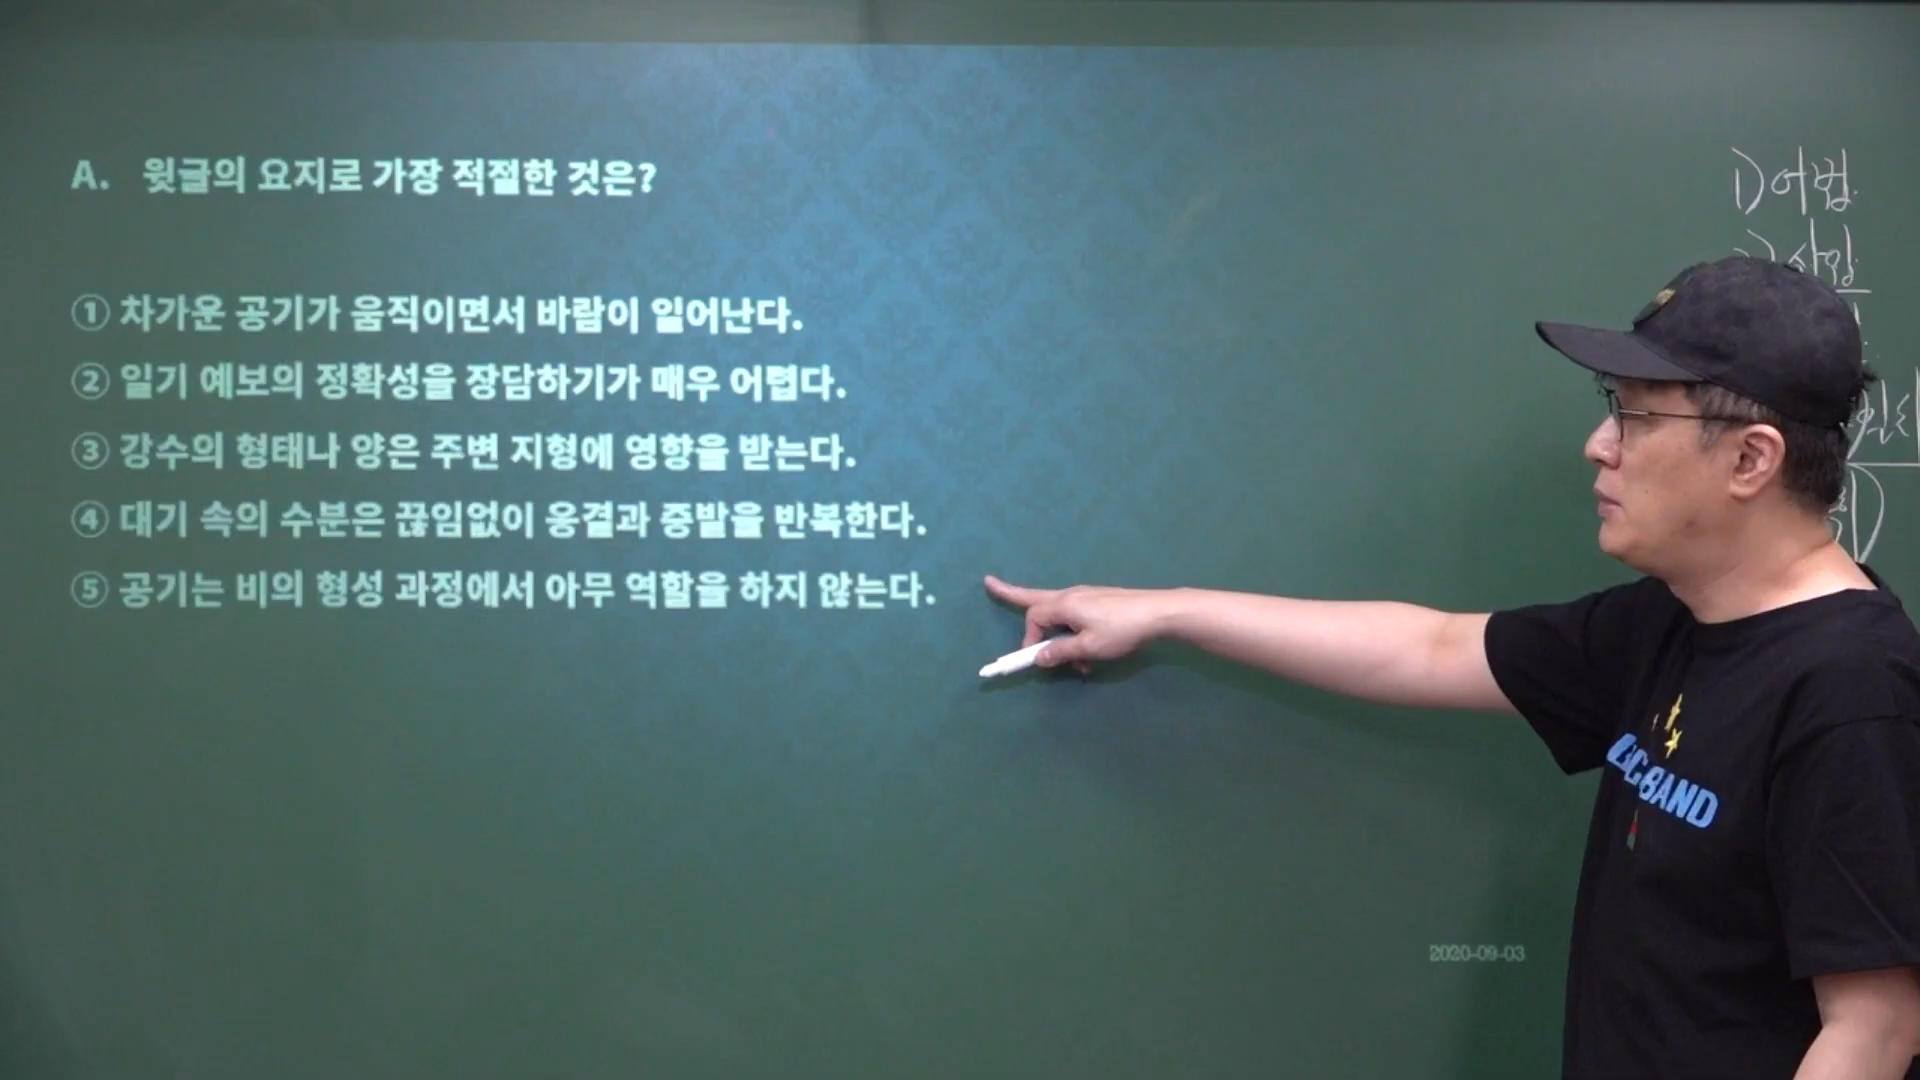 A. 윗글의 요지로 가장 적절한 것은?
① 차가운 공기가 움직이면서 바람이 일어난다.
② 일기 예보의 정확성을 장담하기가 매우 어렵다.
③ 강수의 형태나 양은 주변 지형에 영향을 받는다.
④ 대기 속의 수분은 끊임없이 응결과 증발을 반복한다.
⑤ 공기는 비의 형성 과정에서 아무 역할을 하지 않는다.
1) 어법
BAND
2020-09-03